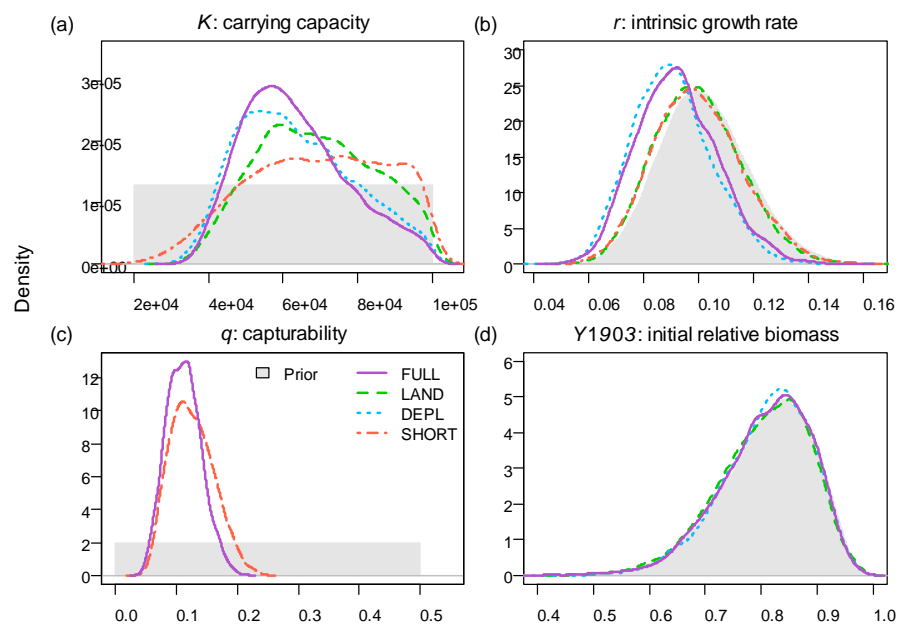 (a) K: carrying capacity
3e-05
2e-05
1e-05
0e+00
2e+04 4e+04 6e+04 8e+04 1e+05
(b) r: intrinsic growth rate
30
25
20
15
10
5
0
0.04 0.06 0.08 0.10 0.12 0.14 0.16
Density
(c) q: capturability
12
10
8
6
4
2
0
Prior
FULL
LAND
DEPL
SHORT
0.0 0.1 0.2 0.3 0.4 0.5
(d) Y1903: initial relative biomass
6
5
4
3
2
1
0
0.4 0.5 0.6 0.7 0.8 0.9 1.0